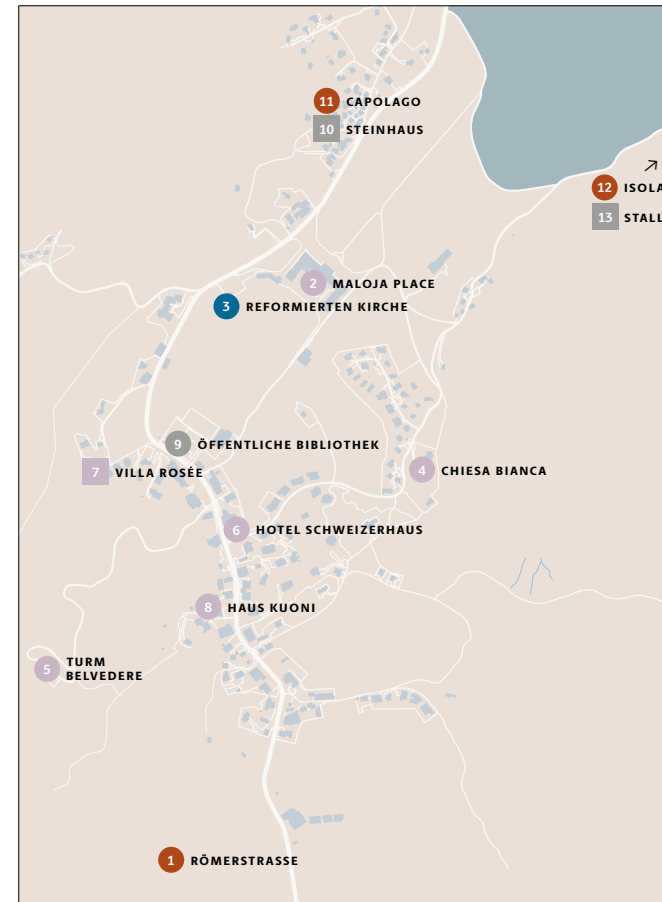 11 CAPOLAGO
10 STEINHAUS
12 ISOLA
13 STALL
2 MALOJA PLACE
3 REFORMIERTEN KIRCHE
9 ÖFFENTLICHE BIBLIOTHEK
7 VILLA ROSÉE
4 CHIESA BIANCA
6 HOTEL SCHWEIZERHAUS
8 HAUS KUONI
5 TURM
BELVEDERE
1 RÖMERSTRASSE